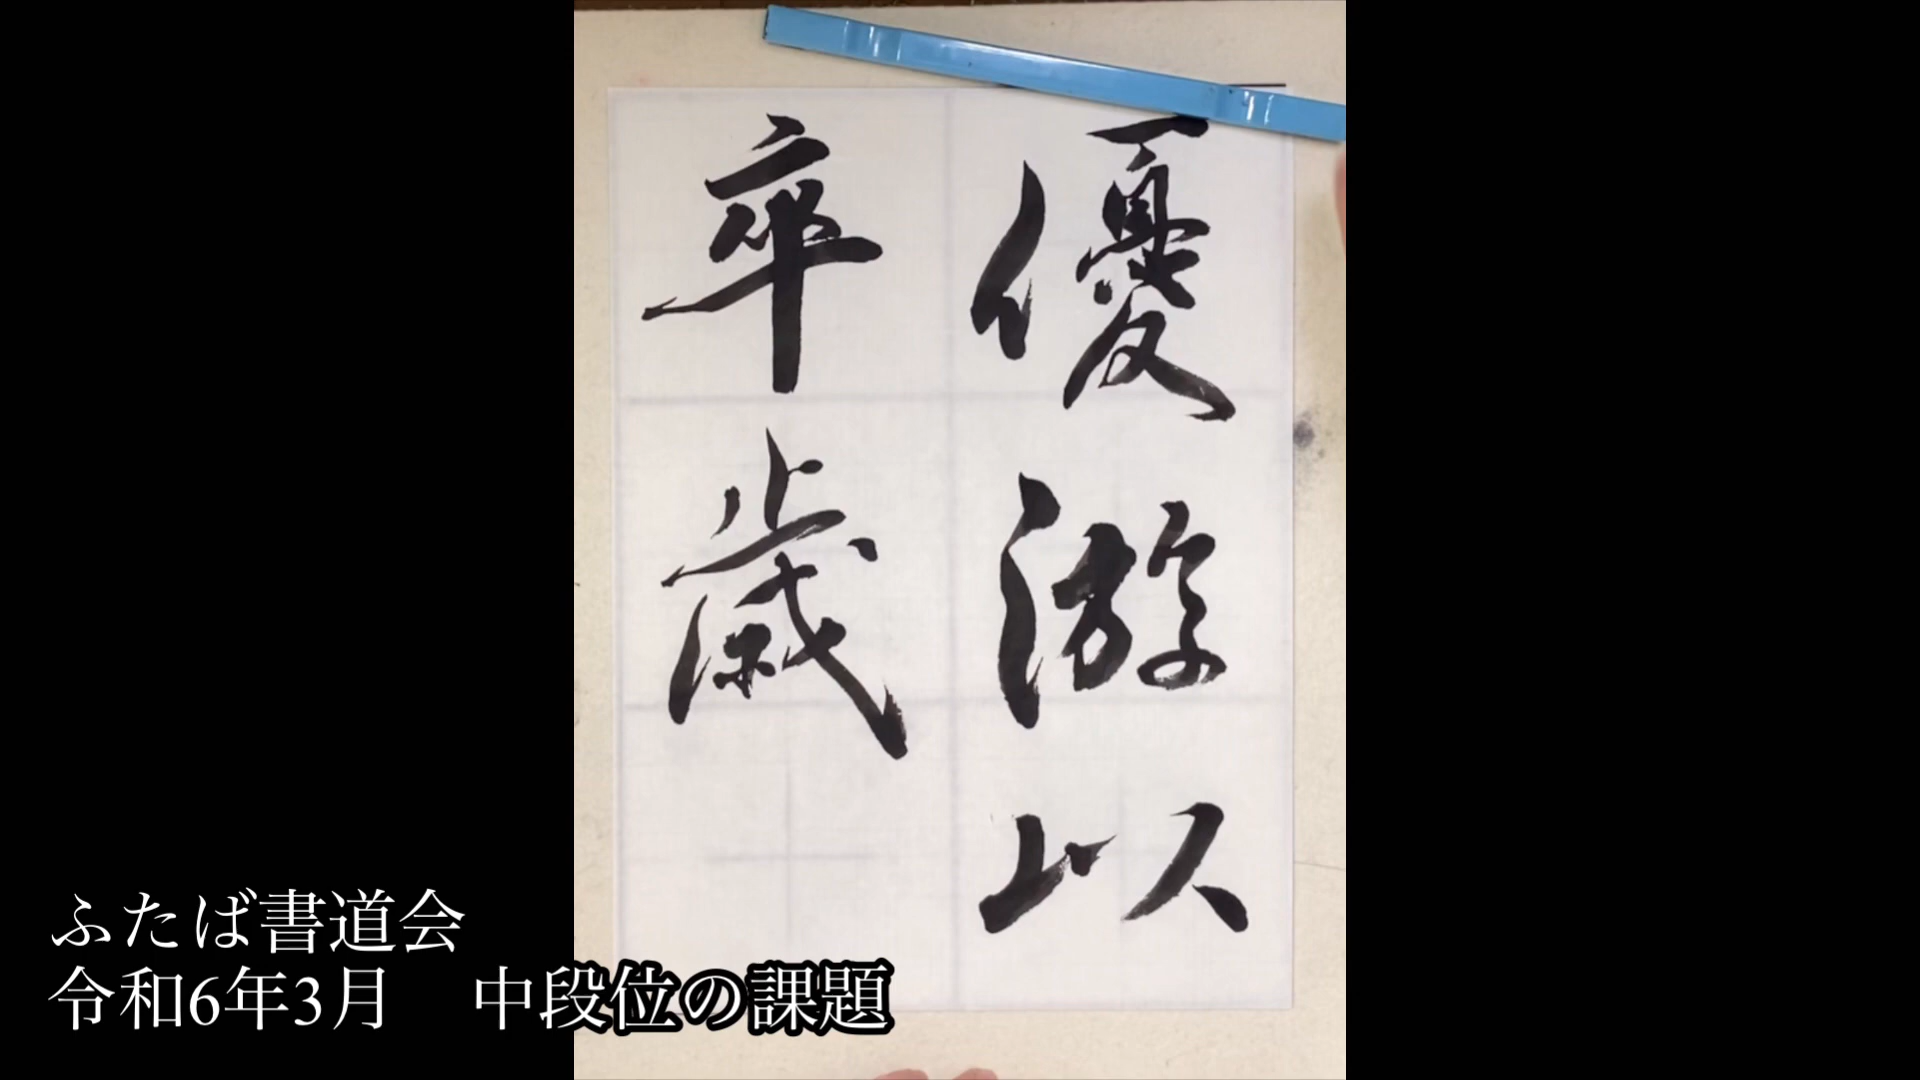 優游以
卒歳
ふたば書道会
令和6年3月　中段位の課題